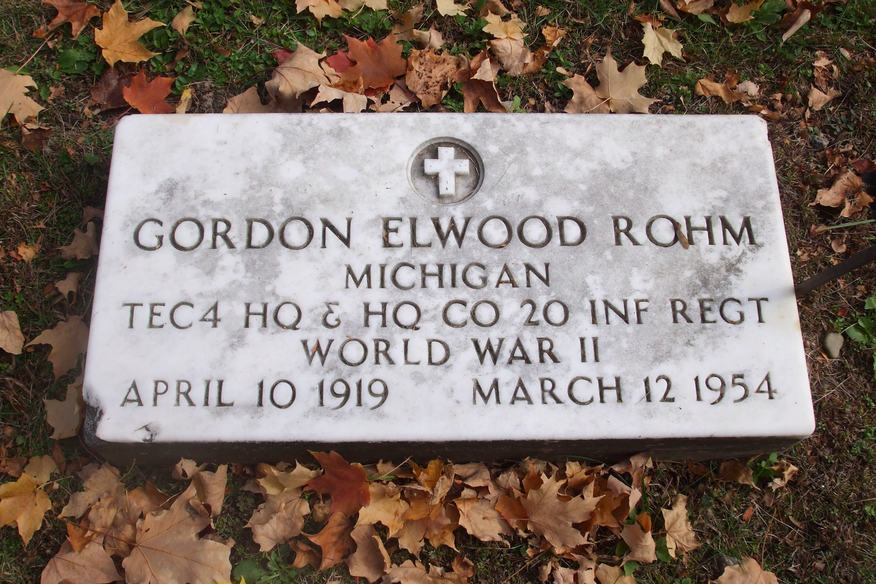 GORDON ELWOOD ROHM
MICHIGAN
TEC4 HQ & HQ CO 20 INF REGT
WORLD WAR II
APRIL 10 1919 MARCH 12 1954